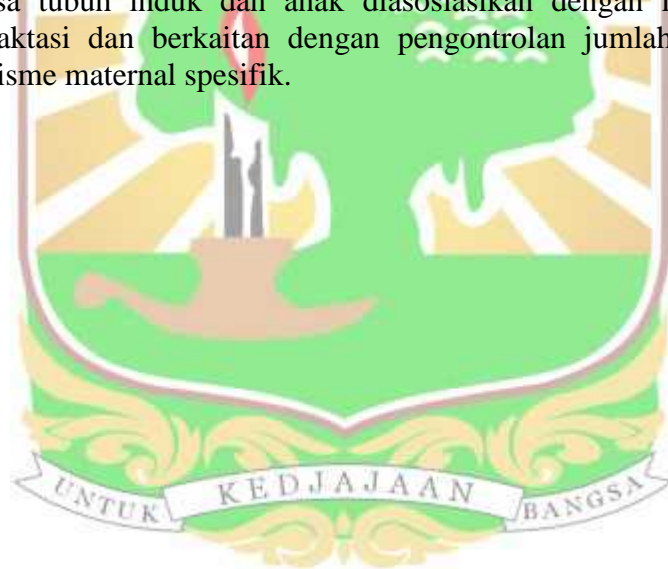 sa tubuh induk dan anak diasosiasikan dengan
aktasi dan berkaitan dengan pengontrolan jumlah
isme maternal spesifik.
UNTUK KEDJAJAAN BANGSA